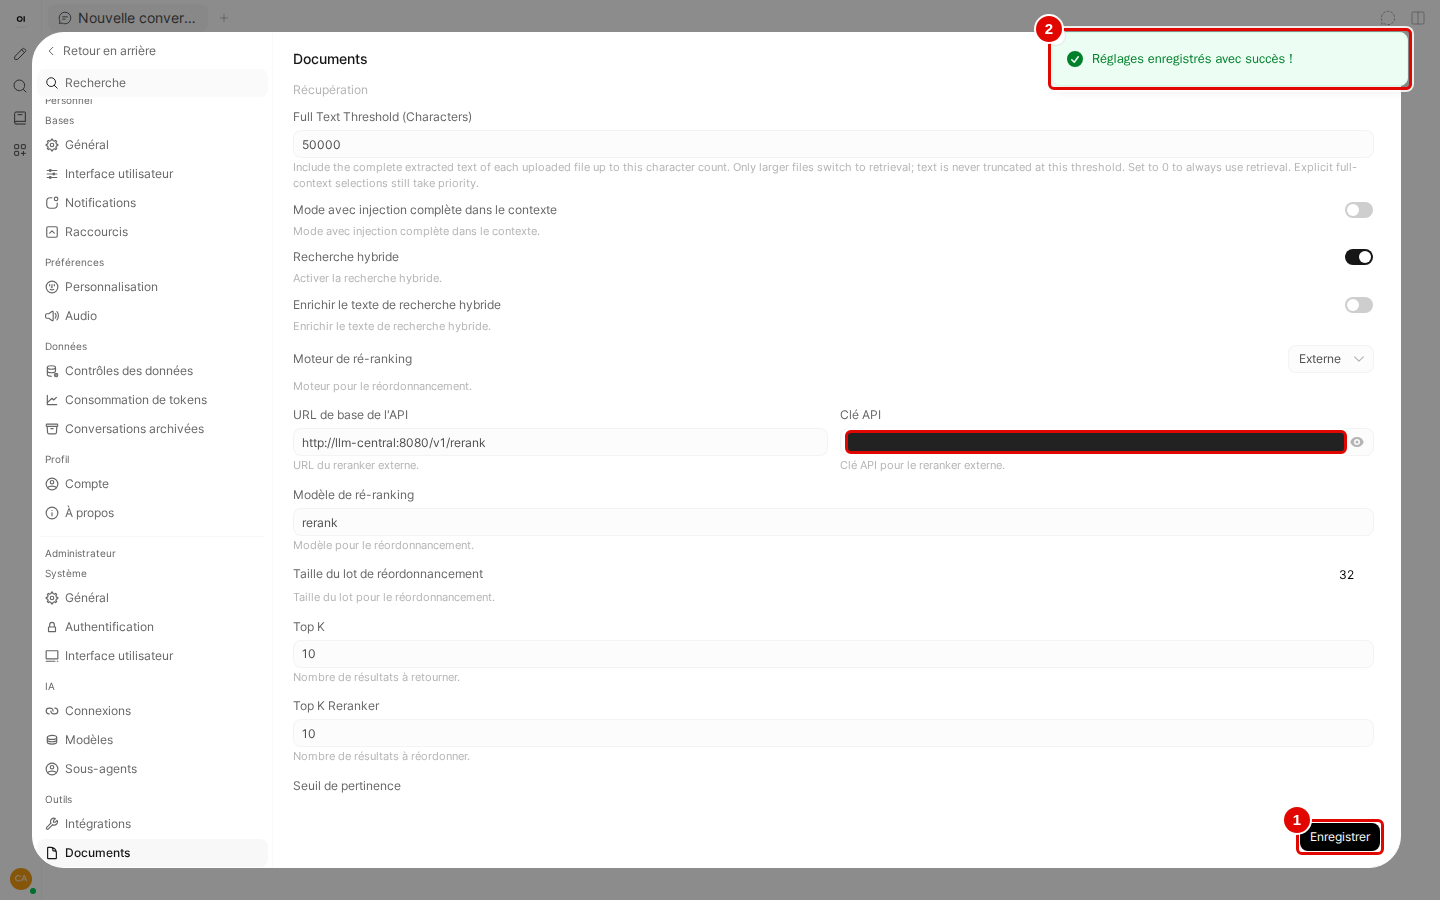 OI
Nouvelle conver...
Retour en arrière
Recherche
Personnel
Bases
Général
Interface utilisateur
Notifications
Raccourcis
Préférences
Personnalisation
Audio
Données
Contrôles des données
Consommation de tokens
Conversations archivées
Profil
Compte
À propos
Administrateur
Système
Général
Authentification
Interface utilisateur
IA
Connexions
Modèles
Sous-agents
Outils
Intégrations
Documents
CA
Documents
2
Réglages enregistrés avec succès !
Récupération
Full Text Threshold (Characters)
50000
Include the complete extracted text of each uploaded file up to this character count. Only larger files switch to retrieval; text is never truncated at this threshold. Set to 0 to always use retrieval. Explicit full-
context selections still take priority.
Mode avec injection complète dans le contexte
Mode avec injection complète dans le contexte.
Recherche hybride
Activer la recherche hybride.
Enrichir le texte de recherche hybride
Enrichir le texte de recherche hybride.
Moteur de ré-ranking
Externe
Moteur pour le réordonnancement.
URL de base de l'API
Clé API
http://llm-central:8080/v1/rerank
URL du reranker externe.
Clé API pour le reranker externe.
Modèle de ré-ranking
rerank
Modèle pour le réordonnancement.
Taille du lot de réordonnancement
32
Taille du lot pour le réordonnancement.
Top K
10
Nombre de résultats à retourner.
Top K Reranker
10
Nombre de résultats à réordonner.
Seuil de pertinence
1
Enregistrer